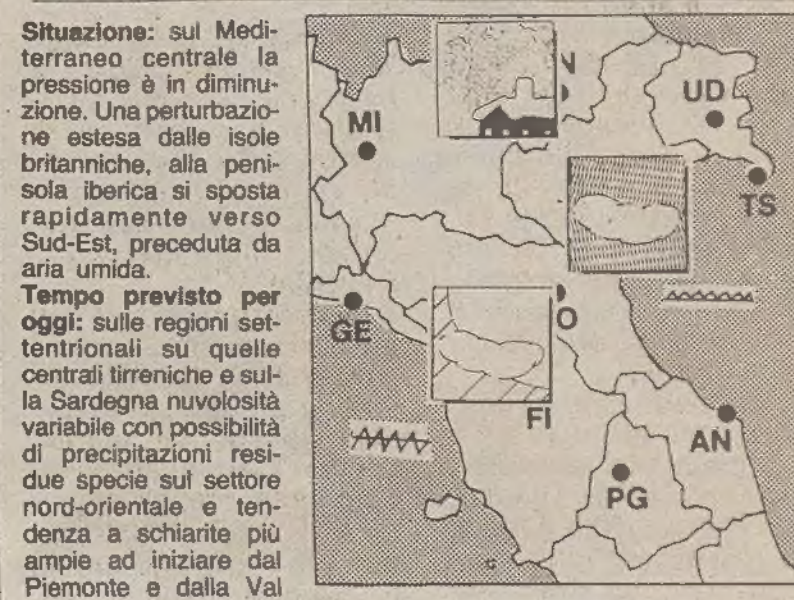 Situazione: sul Medi-
terraneo centrale la
pressione è in diminu-
zione. Una perturbazio-
ne estesa dalle isole
britanniche, alla peni-
sola iberica si sposta
rapidamente verso
Sud-Est, preceduta da
aria umida.
Tempo previsto per
oggi: sulle regioni set-
tentrionali su quelle
centrali tirreniche e sul-
la Sardegna nuvolosità
variabile con possibilità
di precipitazioni resi-
due specie sul settore
nord-orientale e ten-
denza a schiarite più
ampie ad iniziare dal
Piemonte e dalla Val
MI
N
UD
TS
GE
O
FI
AN
PG